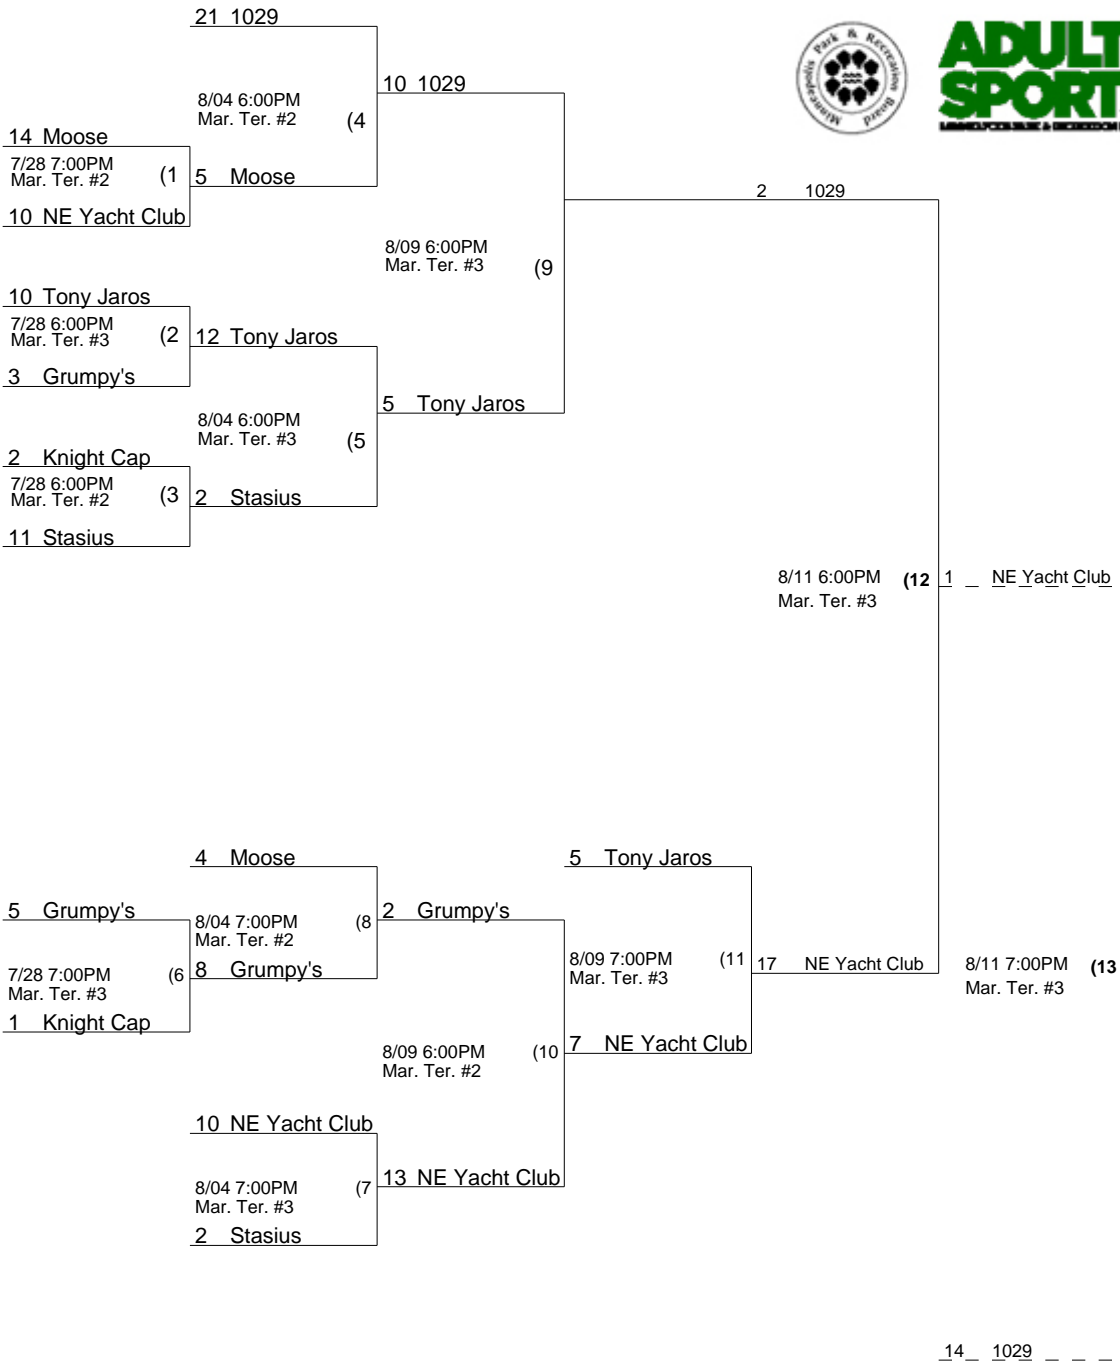 21 1029
Minneapolis Park & Recreation Board
ADULT
SPORT
10 1029
8/04 6:00PM
Mar. Ter. #2 (4
14 Moose
7/28 7:00PM
Mar. Ter. #2 (1
5 Moose
10 NE Yacht Club
2 1029
8/09 6:00PM
Mar. Ter. #3 (9
10 Tony Jaros
7/28 6:00PM
Mar. Ter. #3 (2
12 Tony Jaros
3 Grumpy's
5 Tony Jaros
8/04 6:00PM
Mar. Ter. #3 (5
2 Knight Cap
7/28 6:00PM
Mar. Ter. #2 (3
2 Stasius
11 Stasius
8/11 6:00PM (12
Mar. Ter. #3
1 NE Yacht Club
4 Moose
5 Tony Jaros
5 Grumpy's
8/04 7:00PM (8
Mar. Ter. #2
2 Grumpy's
7/28 7:00PM (6
Mar. Ter. #3
8 Grumpy's
8/09 7:00PM (11
Mar. Ter. #3
17 NE Yacht Club
8/11 7:00PM (13
Mar. Ter. #3
1 Knight Cap
8/09 6:00PM (10
Mar. Ter. #2
7 NE Yacht Club
10 NE Yacht Club
13 NE Yacht Club
8/04 7:00PM (7
Mar. Ter. #3
2 Stasius
14 1029